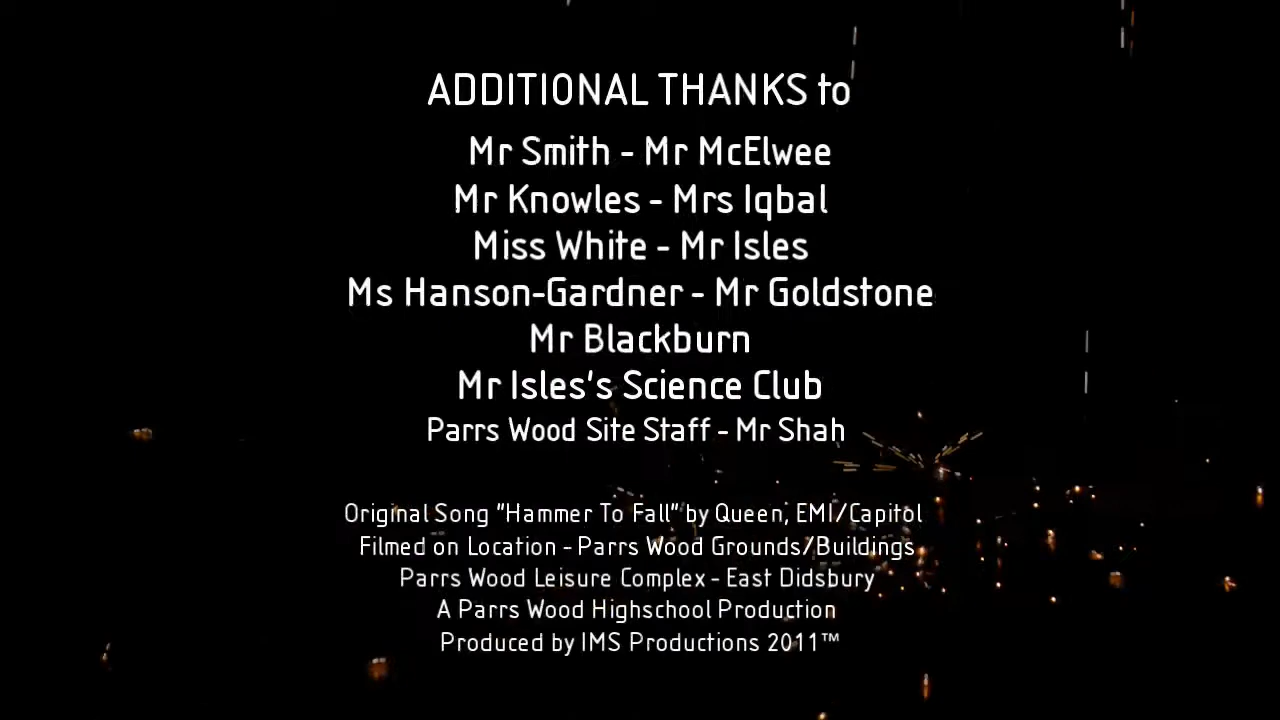 ADDITIONAL THANKS to
Mr Smith - Mr McElwee
Mr Knowles - Mrs Iqbal
Miss White - Mr Isles
Ms Hanson-Gardner - Mr Goldstone
Mr Blackburn
Mr Isles's Science Club
Parrs Wood Site Staff - Mr Shah
Original Song "Hammer To Fall" by Queen, EMI/Capitol
Filmed on Location - Parrs Wood Grounds/Buildings
Parrs Wood Leisure Complex - East Didsbury
A Parrs Wood Highschool Production
Produced by IMS Productions 2011™